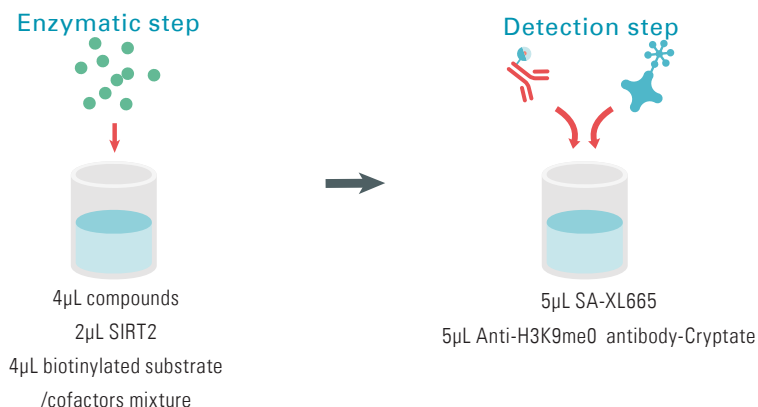 Enzymatic step
4µL compounds
2µL SIRT2
4µL biotinylated substrate
/cofactors mixture
Detection step
5µL SA-XL665
5µL Anti-H3K9me0 antibody-Cryptate